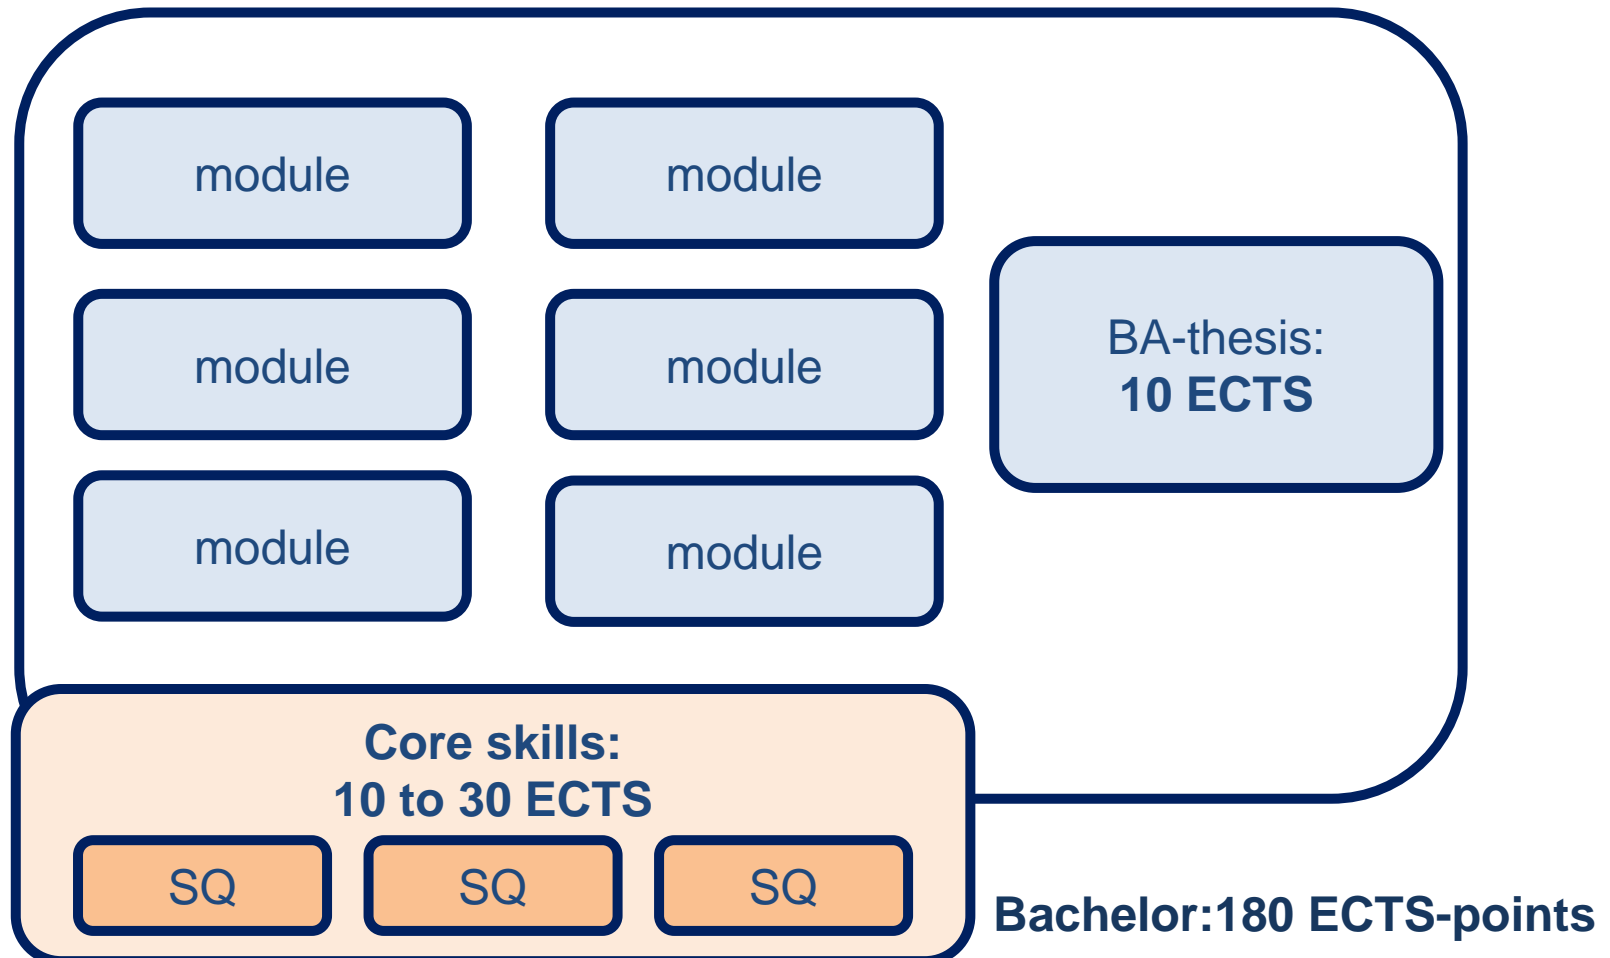 module
module
module
module
module
module
BA-thesis:
10 ECTS
Core skills:
10 to 30 ECTS
SQ
SQ
SQ
Bachelor:180 ECTS-points